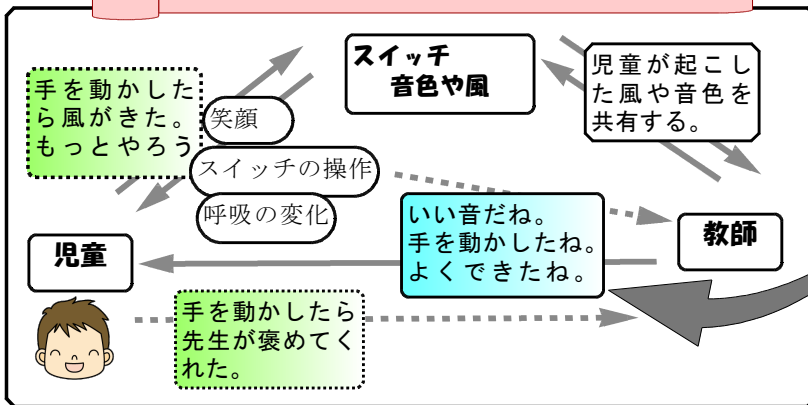 スイッチ
音色や風
児童が起こし
た風や音色を
共有する。
手を動かした
ら風がきた。
もっとやろう
笑顔
スイッチの操作
呼吸の変化
いい音だね。
手を動かしたね。
よくできたね。
教師
児童
手を動かしたら
先生が褒めてく
れた。